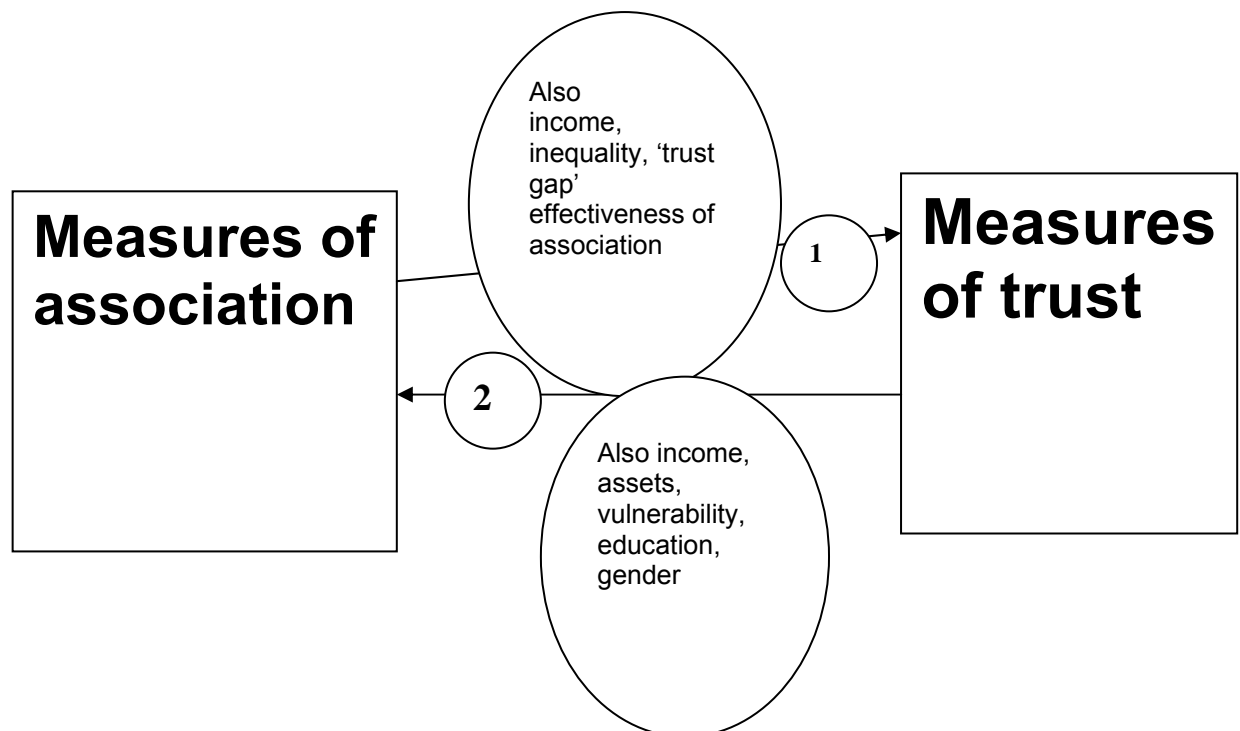 Measures of
association
Also
income,
inequality, ‘trust
gap’
effectiveness of
association
1
Measures
of trust
2
Also income,
assets,
vulnerability,
education,
gender